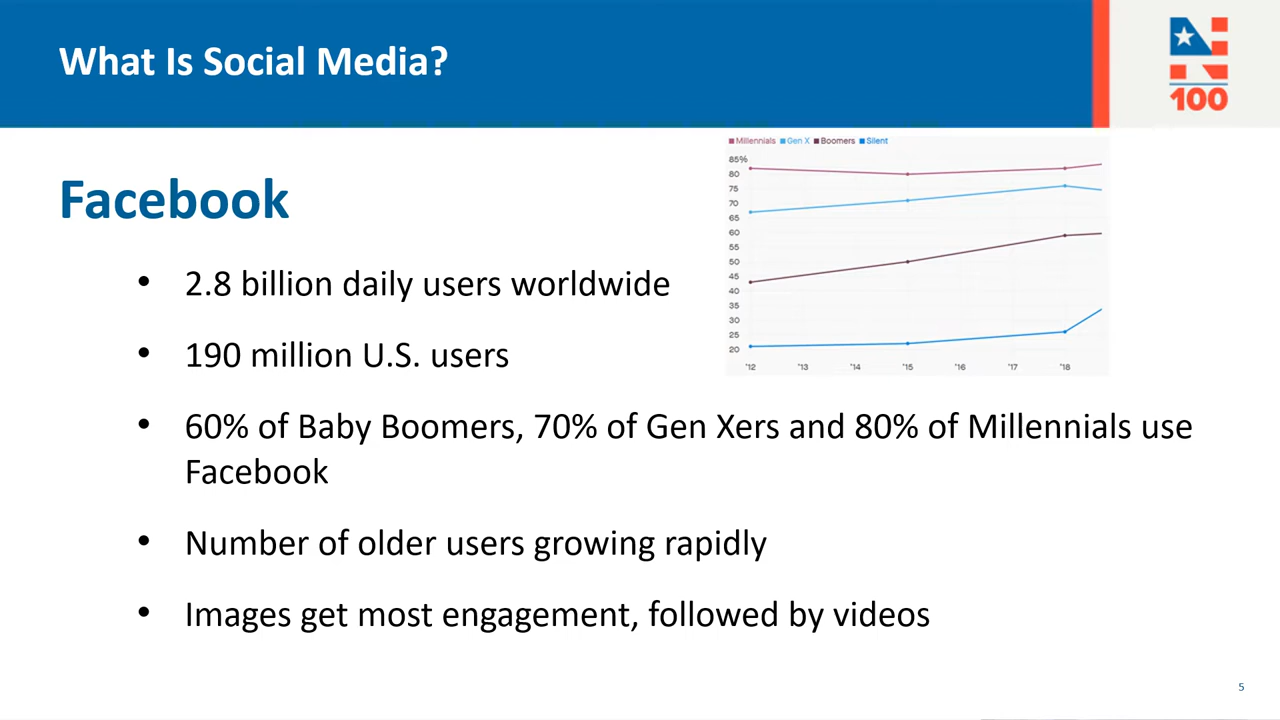 What Is Social Media?
100
Millennials Gen X Boomers Silent
Facebook
85%
80
75
70
65
60
55
50
45
40
35
30
25
20
'12 '13 '14 '15 '16 '17 '18
• 2.8 billion daily users worldwide
• 190 million U.S. users
• 60% of Baby Boomers, 70% of Gen Xers and 80% of Millennials use
Facebook
• Number of older users growing rapidly
• Images get most engagement, followed by videos
5